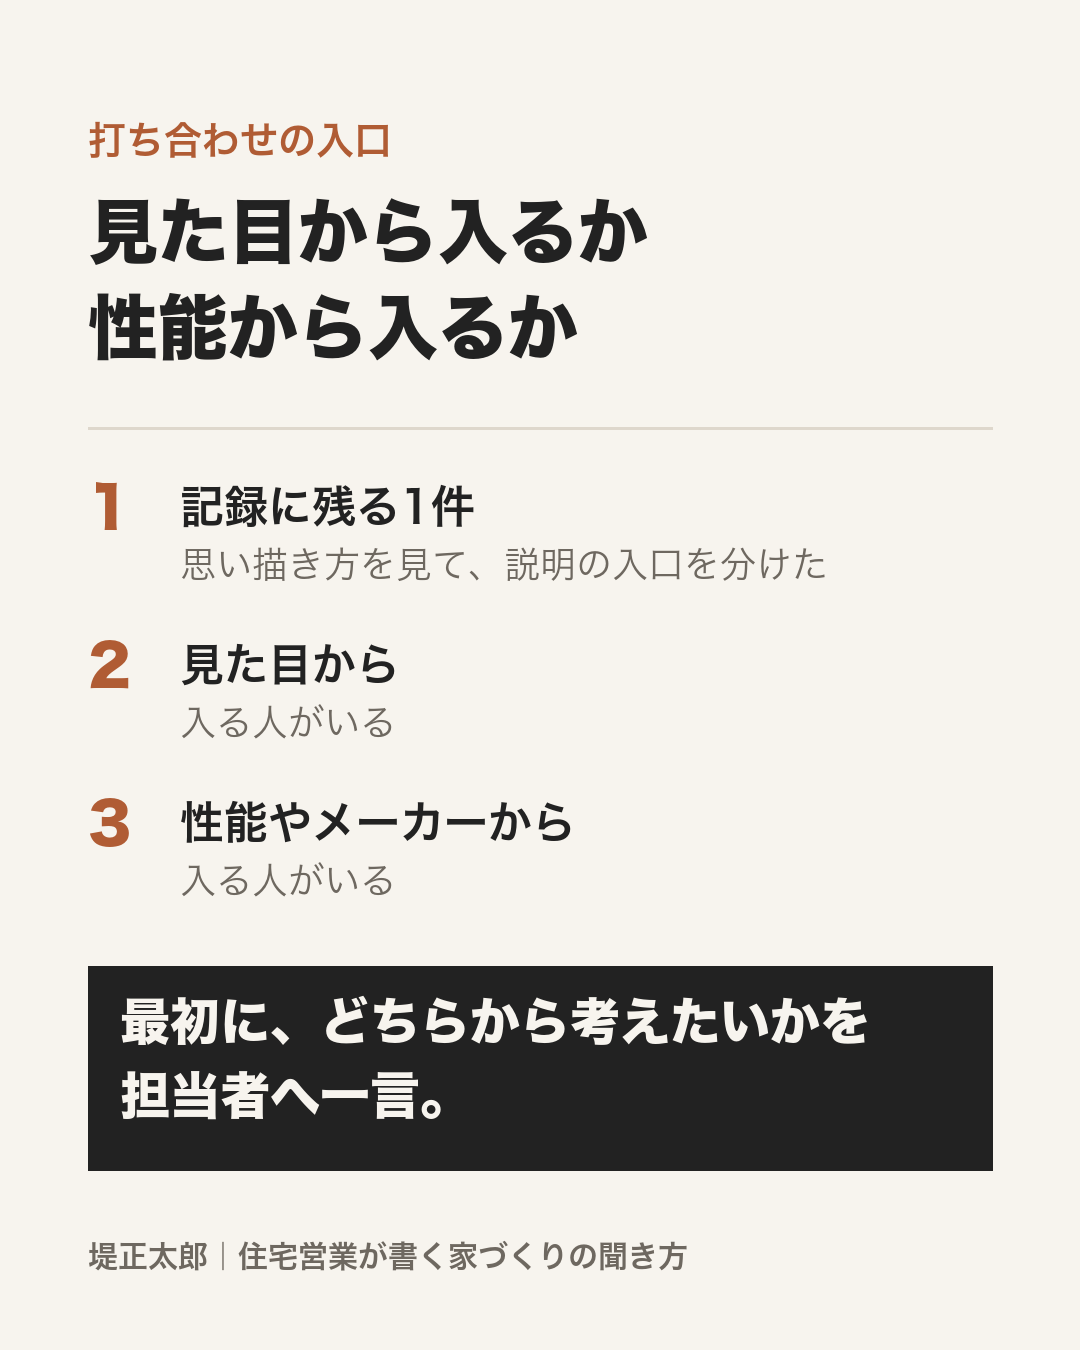 打ち合わせの入口
見た目から入るか
性能から入るか
1 記録に残る1件
思い描き方を見て、説明の入口を分けた
2 見た目から
入る人がいる
3 性能やメーカーから
入る人がいる
最初に、どちらから考えたいかを
担当者へ一言。
堤正太郎｜住宅営業が書く家づくりの聞き方